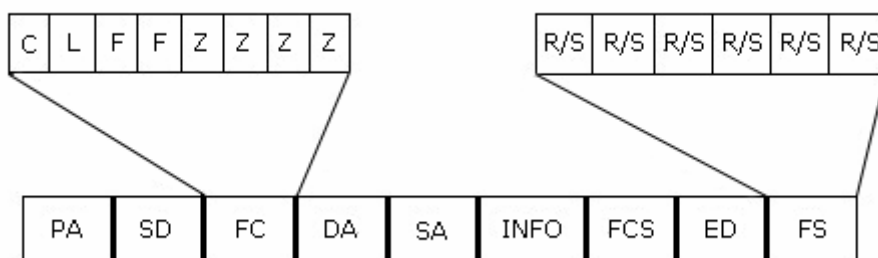 C L F F Z Z Z Z R/S R/S R/S R/S R/S R/S
PA SD FC DA SA INFO FCS ED FS